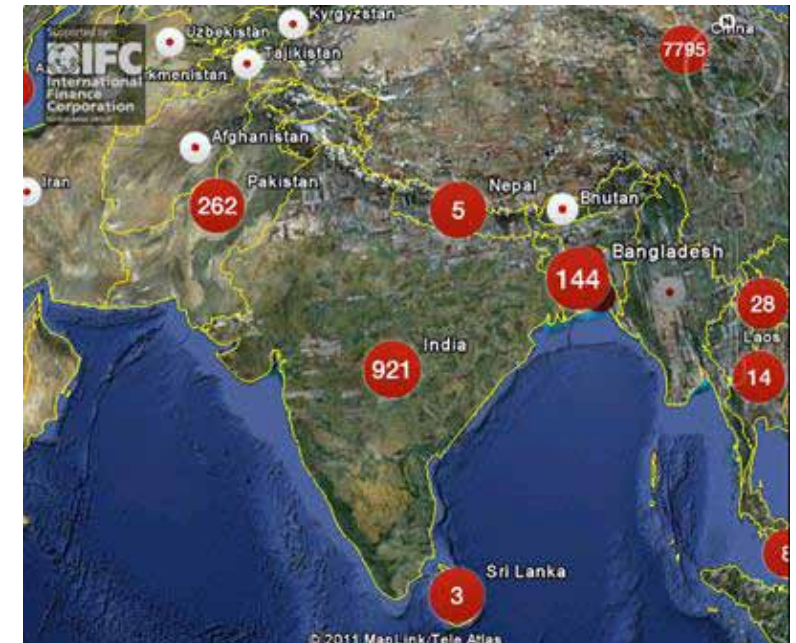 Kyrgyzstan
Supported by
Uzbekistan
N
China
IFC
7795
Tajikistan
International
Finance
Corporation
Afghanistan
Iran
Pakistan
262
Nepal
5
Bhutan
Bangladesh
144
28
India
Laos
921
14
8
Sri Lanka
3
© 2011 MapLink/Tele Atlas